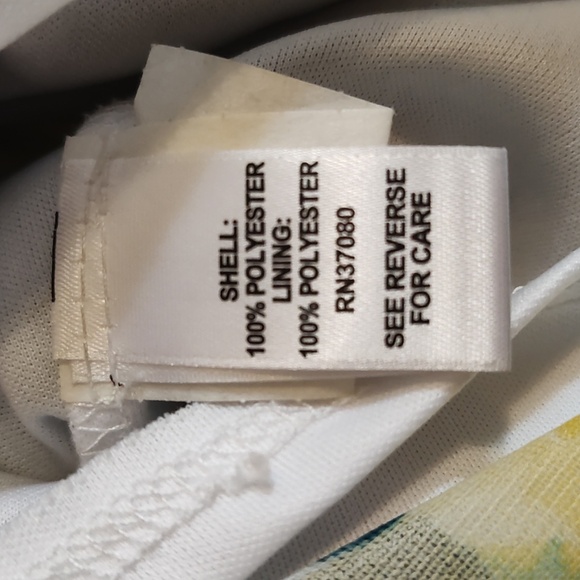 SHELL:
100% POLYESTER
LINING:
100% POLYESTER
RN37080
SEE REVERSE
FOR CARE